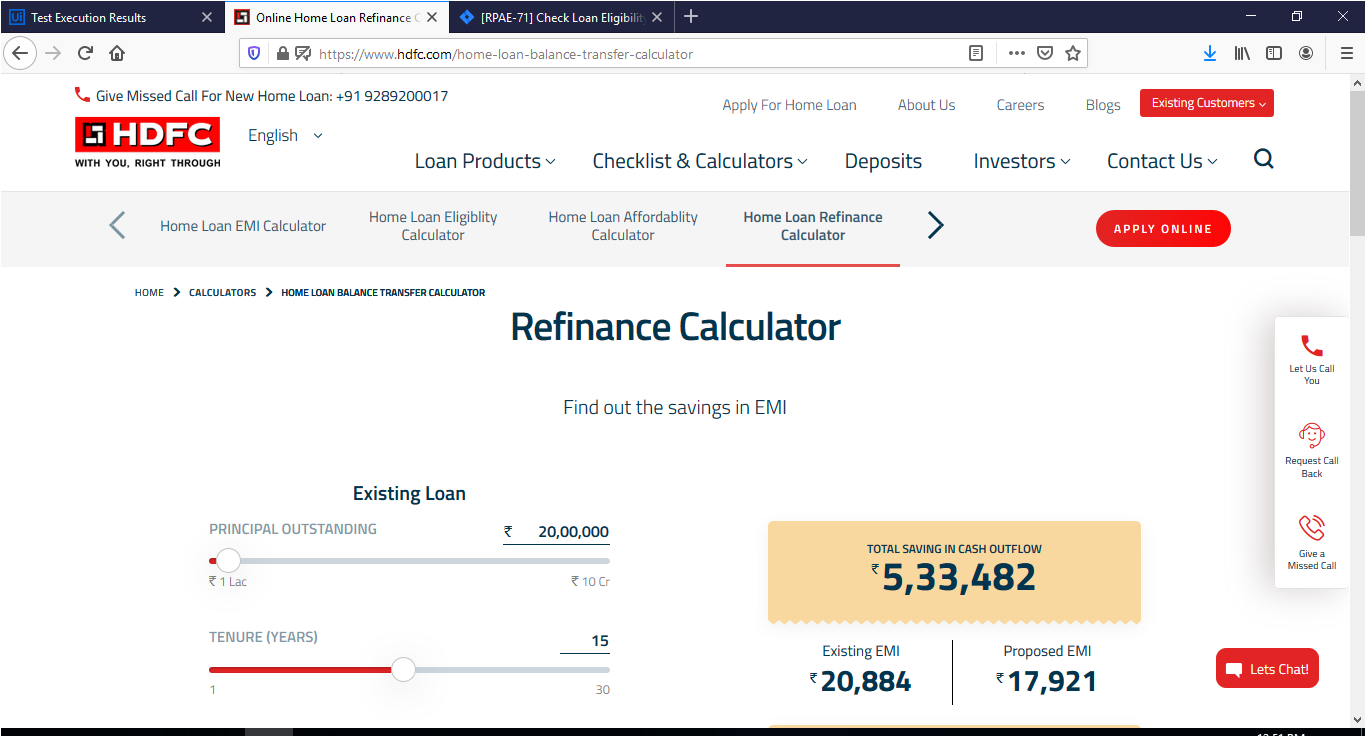 Test Execution Results
Online Home Loan Refinance C
[RPAE-71] Check Loan Eligibilit
https://www.hdfc.com/home-loan-balance-transfer-calculator
Give Missed Call For New Home Loan: +91 9289200017
Apply For Home Loan
About Us
Careers
Blogs
Existing Customers
HDFC
WITH YOU, RIGHT THROUGH
English
Loan Products
Checklist & Calculators
Deposits
Investors
Contact Us
Home Loan EMI Calculator
Home Loan Eligiblity
Calculator
Home Loan Affordablity
Calculator
Home Loan Refinance
Calculator
APPLY ONLINE
HOME
CALCULATORS
HOME LOAN BALANCE TRANSFER CALCULATOR
Refinance Calculator
Find out the savings in EMI
Existing Loan
PRINCIPAL OUTSTANDING
₹ 20,00,000
₹ 1 Lac
₹ 10 Cr
TENURE (YEARS)
15
1
30
TOTAL SAVING IN CASH OUTFLOW
₹ 5,33,482
Existing EMI
₹ 20,884
Proposed EMI
₹ 17,921
Let Us Call
You
Request Call
Back
Give a
Missed Call
Lets Chat!